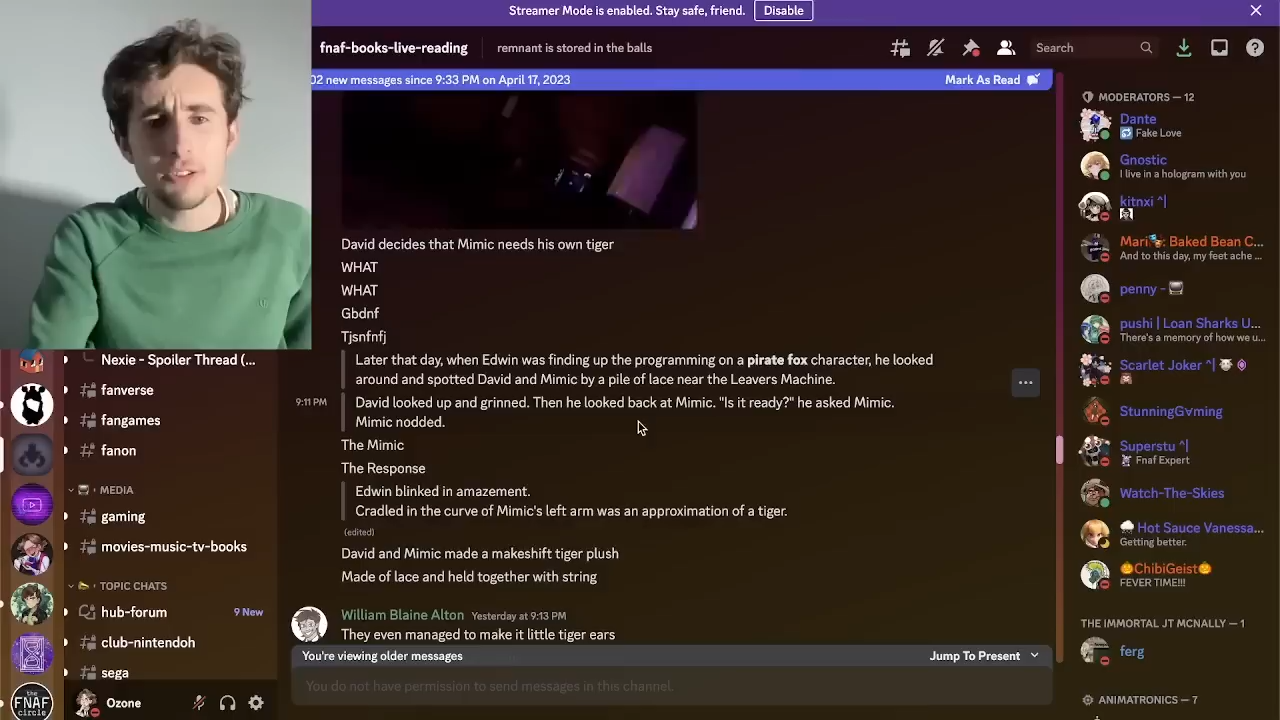 Streamer Mode is enabled. Stay safe, friend.
Disable
fnaf-books-live-reading
remnant is stored in the balls
Search
02 new messages since 9:33 PM on April 17, 2023
Mark As Read
David decides that Mimic needs his own tiger
WHAT
WHAT
Gbdnf
Tjsnfnfj
Later that day, when Edwin was finding up the programming on a pirate fox character, he looked
around and spotted David and Mimic by a pile of lace near the Leavers Machine.
9:11 PM
David looked up and grinned. Then he looked back at Mimic. "Is it ready?" he asked Mimic.
Mimic nodded.
The Mimic
The Response
Edwin blinked in amazement.
Cradled in the curve of Mimic's left arm was an approximation of a tiger.
(edited)
David and Mimic made a makeshift tiger plush
Made of lace and held together with string
William Blaine Alton Yesterday at 9:13 PM
They even managed to make it little tiger ears
You're viewing older messages
Jump To Present
You do not have permission to send messages in this channel.
Nexie - Spoiler Thread (...
fanverse
fangames
fanon
MEDIA
gaming
movies-music-tv-books
TOPIC CHATS
hub-forum
9 New
club-nintendoh
sega
Ozone
THE FNAF CIRCLE
MODERATORS — 12
Dante
Fake Love
Gnostic
I live in a hologram with you
kitnxi ^|
Mari : Baked Bean C...
And to this day, my feet ache ...
penny -
pushi | Loan Sharks U...
There's a memory of how we u...
Scarlet Joker ^|
StunningG∀ming
Superstu ^|
Fnaf Expert
Watch-The-Skies
Hot Sauce Vanessa...
Getting better.
🎃ChibiGeist🎃
FEVER TIME!!!
THE IMMORTAL JT MCNALLY — 1
ferg
ANIMATRONICS — 7